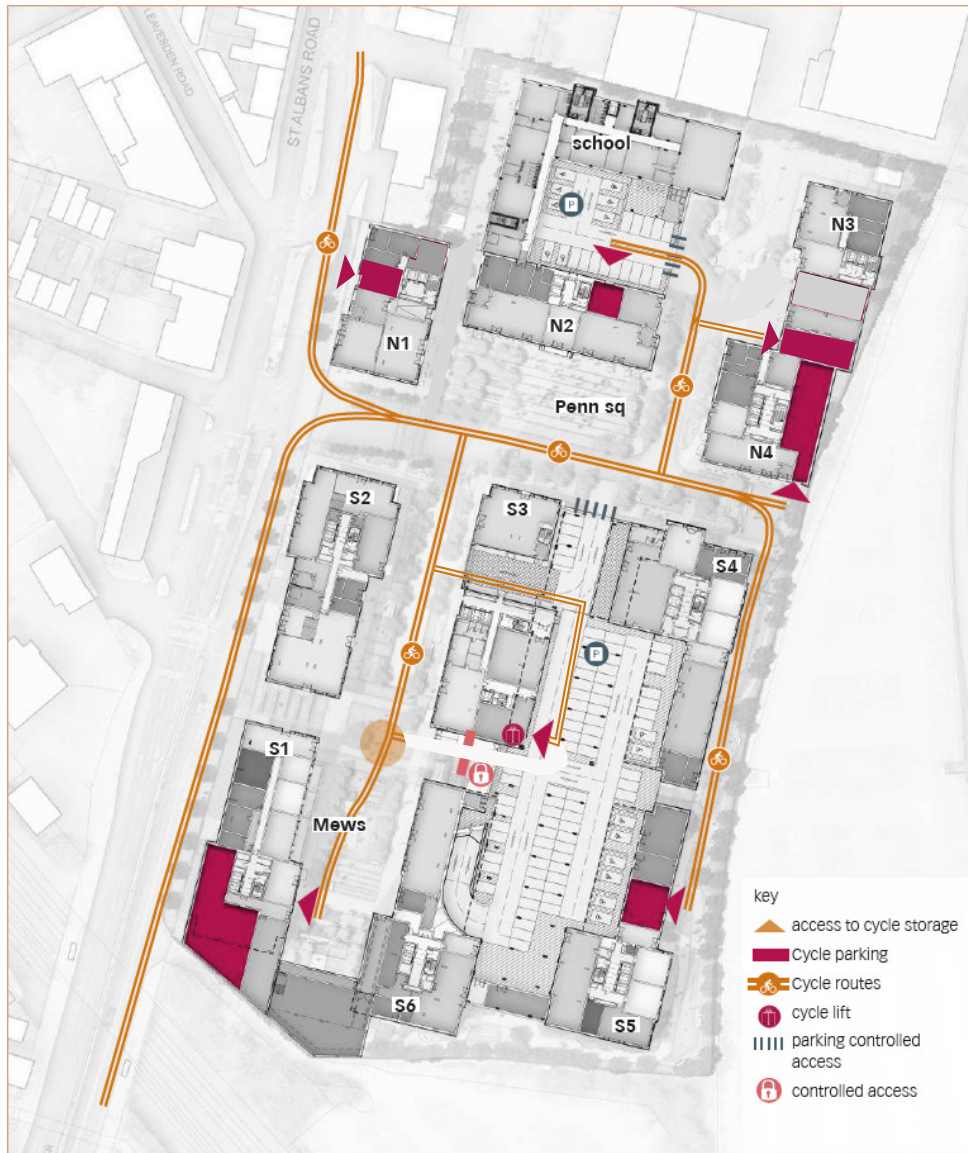 LEAVESDEN ROAD
ST ALBANS ROAD
school
P
N3
N1
N2
Penn sq
N4
S2
S3
S4
P
S1
Mews
S6
S5
key
access to cycle storage
Cycle parking
Cycle routes
cycle lift
parking controlled
access
controlled access